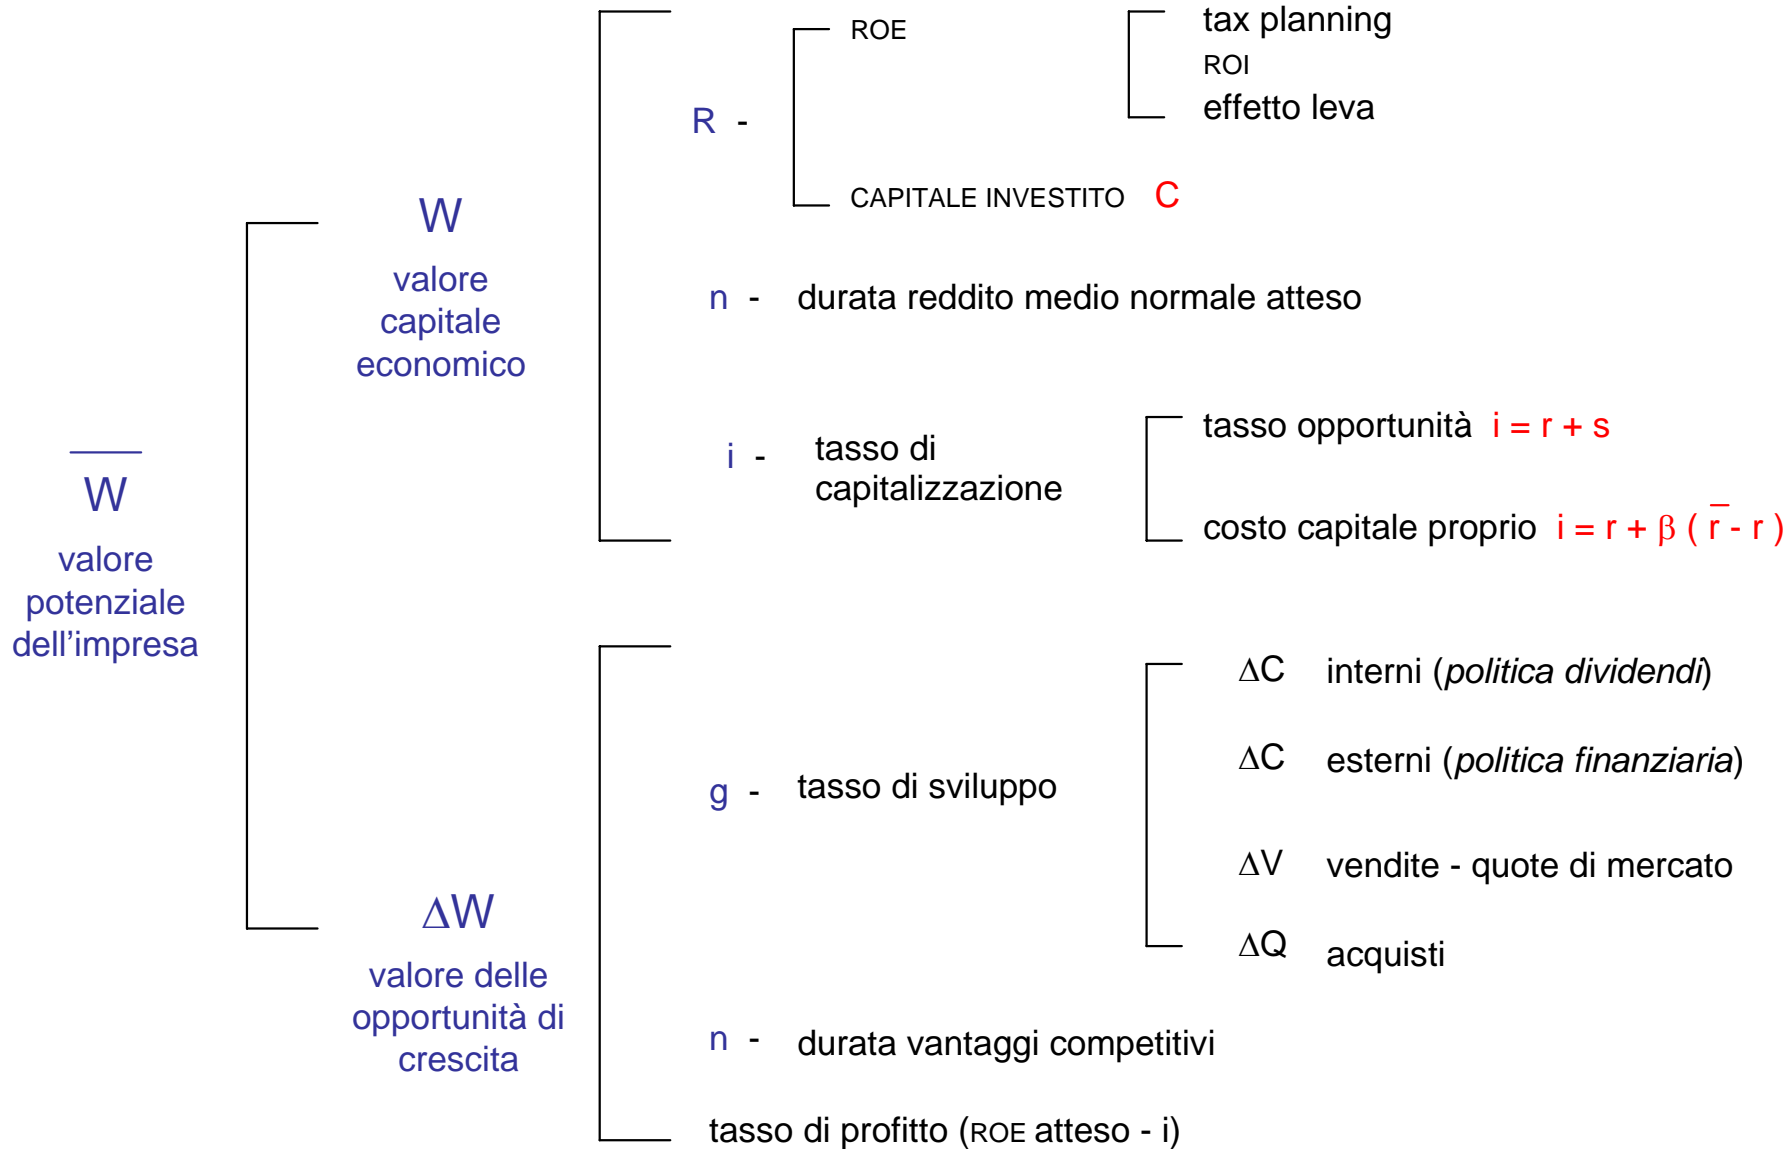 W̅
valore
potenziale
dell'impresa
W
valore
capitale
economico
R -
ROE
tax planning
ROI
effetto leva
CAPITALE INVESTITO C
n - durata reddito medio normale atteso
i - tasso di
capitalizzazione
tasso opportunità i = r + s
costo capitale proprio i = r + β ( r̅ - r )
ΔW
valore delle
opportunità di
crescita
g - tasso di sviluppo
ΔC interni (politica dividendi)
ΔC esterni (politica finanziaria)
ΔV vendite - quote di mercato
ΔQ acquisti
n - durata vantaggi competitivi
tasso di profitto (ROE atteso - i)